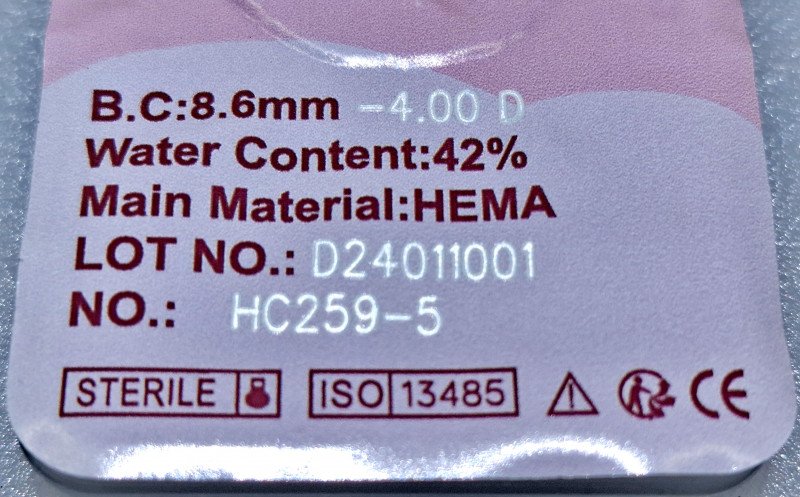 B.C:8.6mm -4.00 D
Water Content:42%
Main Material:HEMA
LOT NO.: D24011001
NO.: HC259-5
STERILE ISO 13485 CE